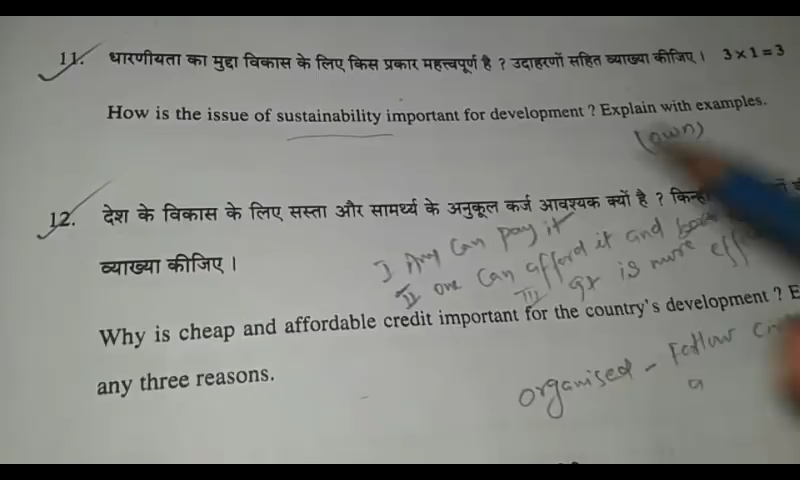 11. धारणीयता का मुद्दा विकास के लिए किस प्रकार महत्त्वपूर्ण है ? उदाहरणों सहित व्याख्या कीजिए । 3 × 1 = 3
How is the issue of sustainability important for development ? Explain with examples.
(own)
12. देश के विकास के लिए सस्ता और सामर्थ्य के अनुकूल कर्ज आवश्यक क्यों है ?
व्याख्या कीजिए ।
I Any can pay it
II one can afford it and
III is more
Why is cheap and affordable credit important for the country's development ?
any three reasons.
organised - Follow